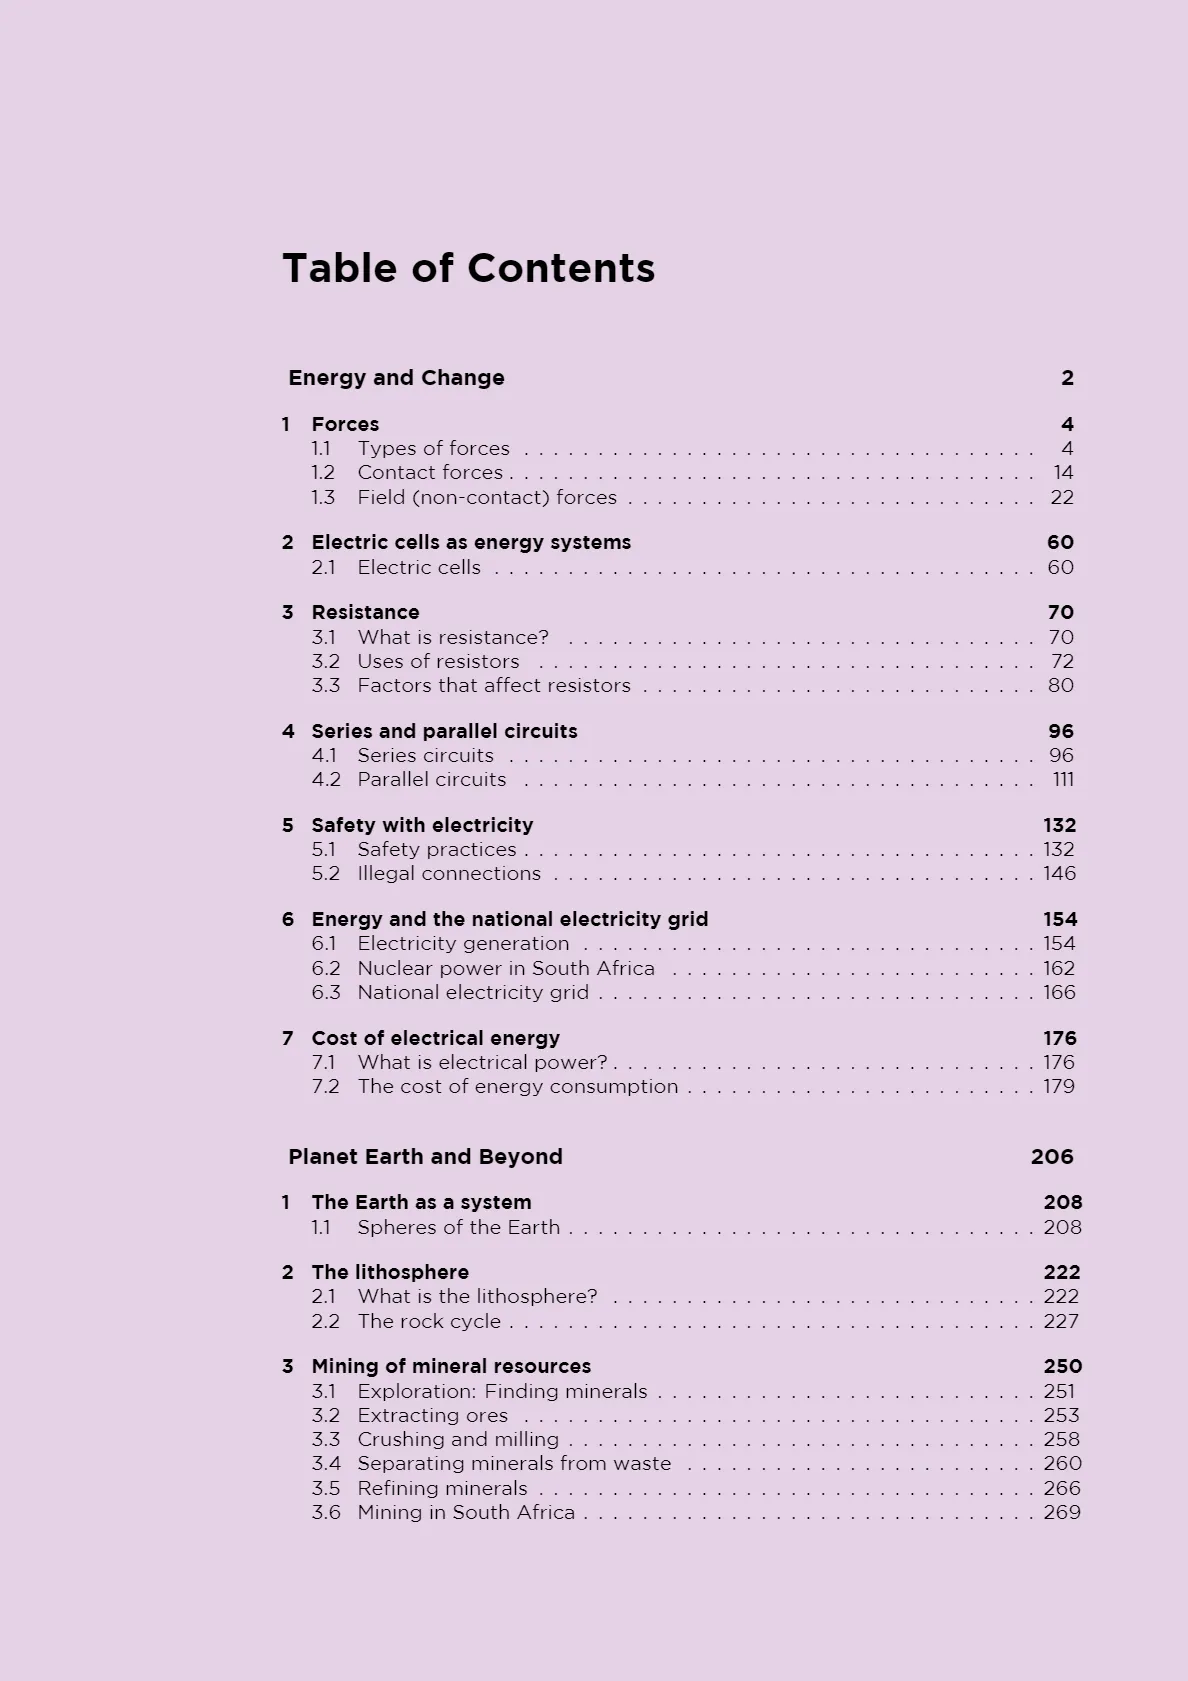 Table of Contents
Energy and Change 2
1 Forces 4
1.1 Types of forces . . . . . . . . . . . . . . . . . . . . . . . . . . . . . . . . . . . 4
1.2 Contact forces . . . . . . . . . . . . . . . . . . . . . . . . . . . . . . . . . . . . 14
1.3 Field (non-contact) forces . . . . . . . . . . . . . . . . . . . . . . . . . . . . 22
2 Electric cells as energy systems 60
2.1 Electric cells . . . . . . . . . . . . . . . . . . . . . . . . . . . . . . . . . . . . . 60
3 Resistance 70
3.1 What is resistance? . . . . . . . . . . . . . . . . . . . . . . . . . . . . . . . . 70
3.2 Uses of resistors . . . . . . . . . . . . . . . . . . . . . . . . . . . . . . . . . . 72
3.3 Factors that affect resistors . . . . . . . . . . . . . . . . . . . . . . . . . . . 80
4 Series and parallel circuits 96
4.1 Series circuits . . . . . . . . . . . . . . . . . . . . . . . . . . . . . . . . . . . . 96
4.2 Parallel circuits . . . . . . . . . . . . . . . . . . . . . . . . . . . . . . . . . . . 111
5 Safety with electricity 132
5.1 Safety practices . . . . . . . . . . . . . . . . . . . . . . . . . . . . . . . . . . . 132
5.2 Illegal connections . . . . . . . . . . . . . . . . . . . . . . . . . . . . . . . . . 146
6 Energy and the national electricity grid 154
6.1 Electricity generation . . . . . . . . . . . . . . . . . . . . . . . . . . . . . . . 154
6.2 Nuclear power in South Africa . . . . . . . . . . . . . . . . . . . . . . . . . 162
6.3 National electricity grid . . . . . . . . . . . . . . . . . . . . . . . . . . . . . . 166
7 Cost of electrical energy 176
7.1 What is electrical power? . . . . . . . . . . . . . . . . . . . . . . . . . . . . . 176
7.2 The cost of energy consumption . . . . . . . . . . . . . . . . . . . . . . . . 179
Planet Earth and Beyond 206
1 The Earth as a system 208
1.1 Spheres of the Earth . . . . . . . . . . . . . . . . . . . . . . . . . . . . . . . . 208
2 The lithosphere 222
2.1 What is the lithosphere? . . . . . . . . . . . . . . . . . . . . . . . . . . . . . 222
2.2 The rock cycle . . . . . . . . . . . . . . . . . . . . . . . . . . . . . . . . . . . . 227
3 Mining of mineral resources 250
3.1 Exploration: Finding minerals . . . . . . . . . . . . . . . . . . . . . . . . . . 251
3.2 Extracting ores . . . . . . . . . . . . . . . . . . . . . . . . . . . . . . . . . . . 253
3.3 Crushing and milling . . . . . . . . . . . . . . . . . . . . . . . . . . . . . . . . 258
3.4 Separating minerals from waste . . . . . . . . . . . . . . . . . . . . . . . . 260
3.5 Refining minerals . . . . . . . . . . . . . . . . . . . . . . . . . . . . . . . . . . 266
3.6 Mining in South Africa . . . . . . . . . . . . . . . . . . . . . . . . . . . . . . . 269